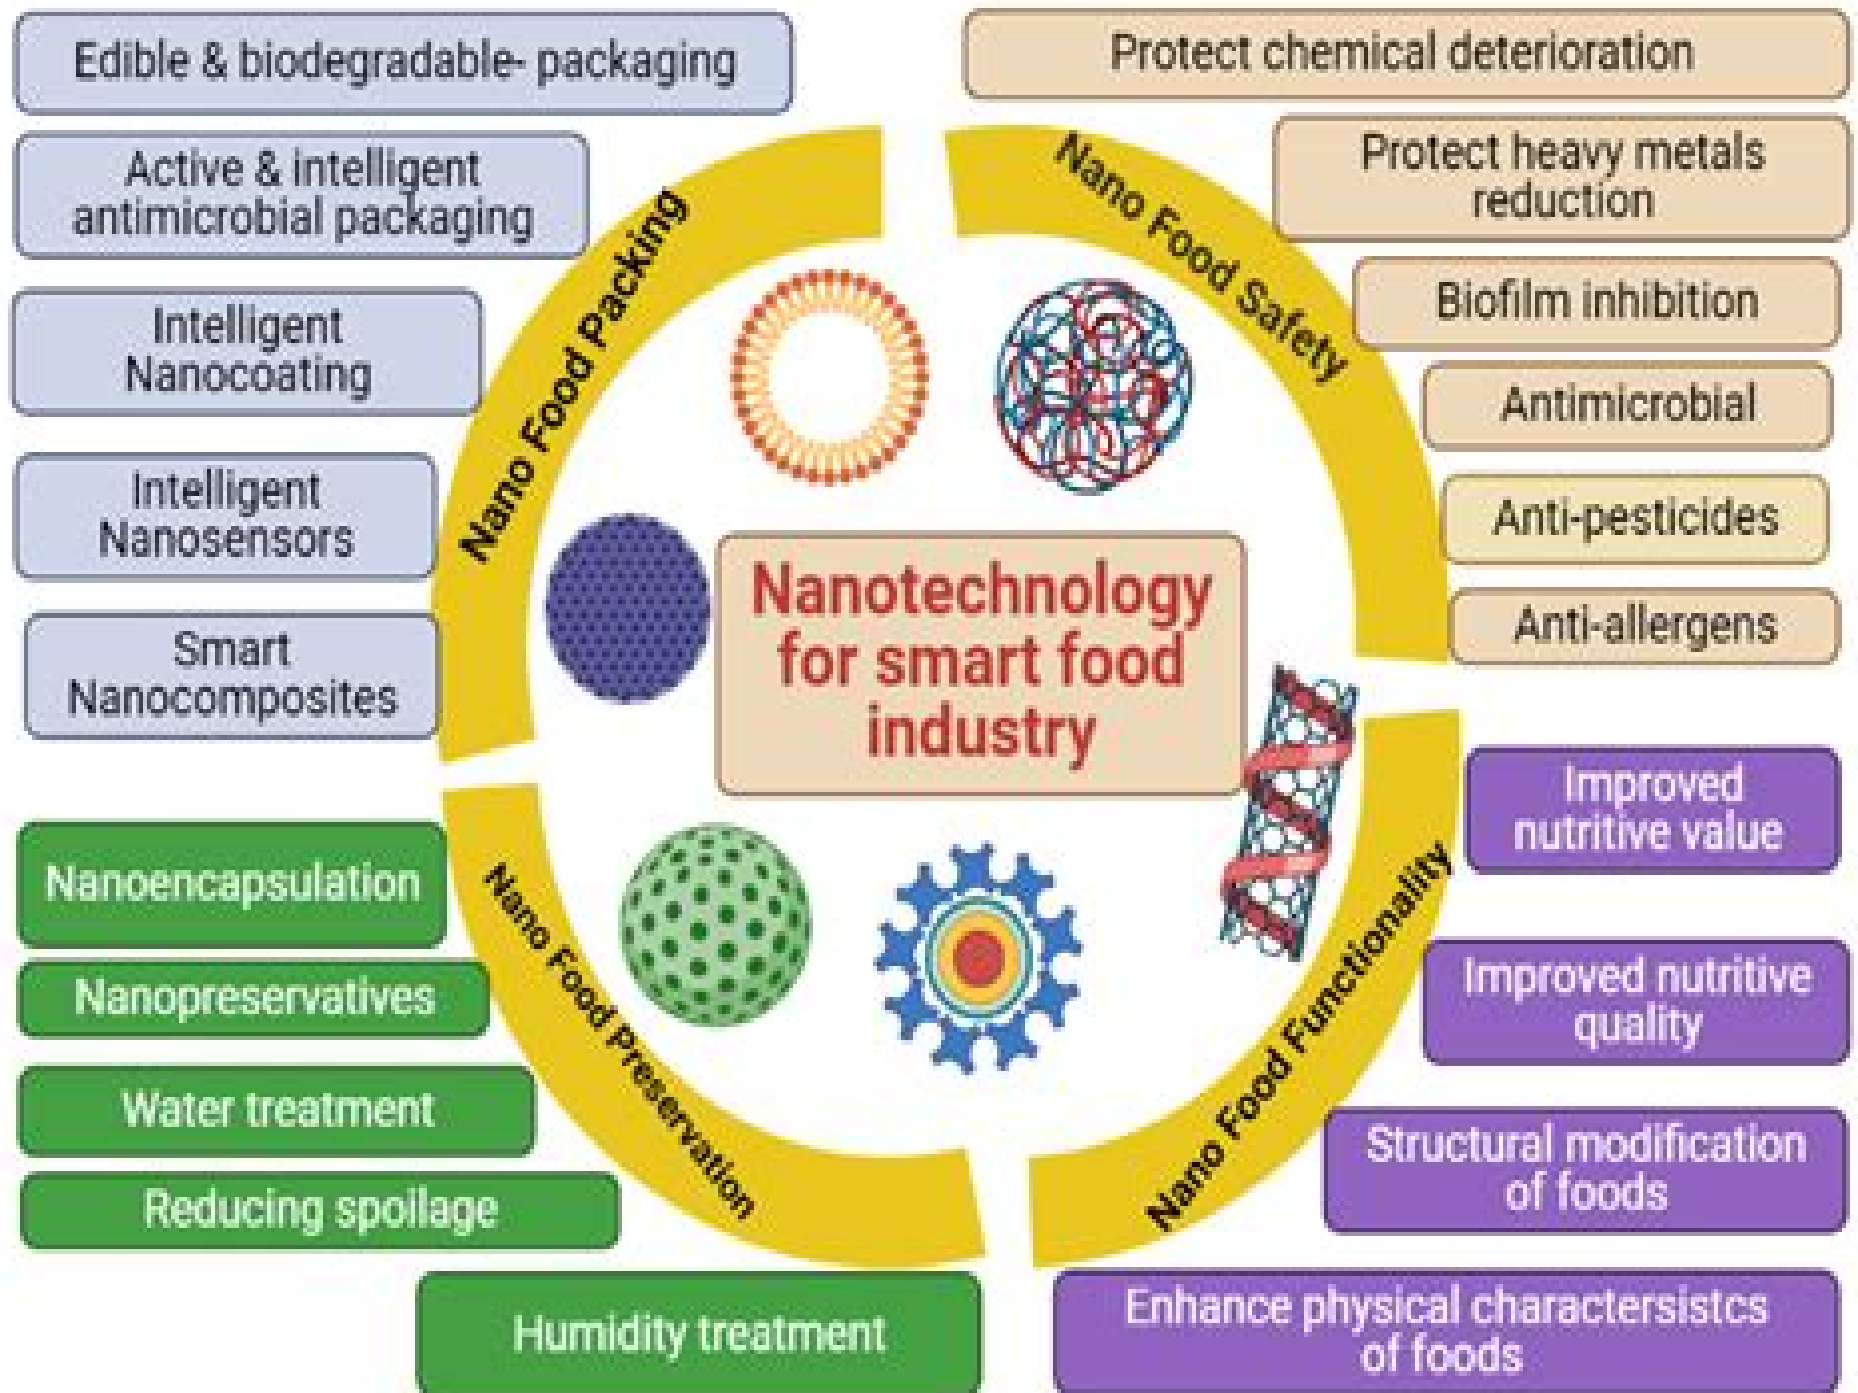 Edible & biodegradable- packaging
Active & intelligent
antimicrobial packaging
Intelligent
Nanocoating
Intelligent
Nanosensors
Smart
Nanocomposites
Nano Food Packing
Protect chemical deterioration
Protect heavy metals
reduction
Biofilm inhibition
Antimicrobial
Anti-pesticides
Anti-allergens
Nano Food Safety
Nanotechnology
for smart food
industry
Nanoencapsulation
Nanopreservatives
Water treatment
Reducing spoilage
Humidity treatment
Nano Food Preservation
Improved
nutritive value
Improved nutritive
quality
Structural modification
of foods
Enhance physical charactersistcs
of foods
Nano Food Functionality